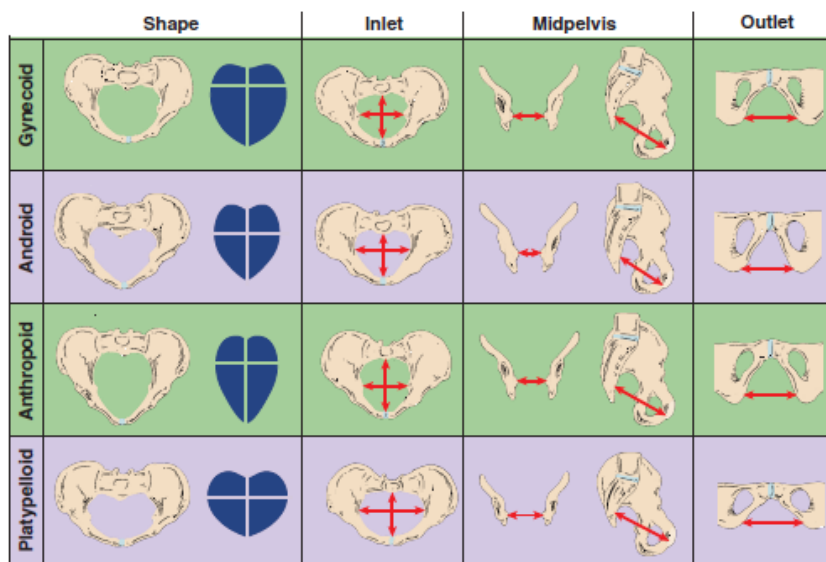 Shape Inlet Midpelvis Outlet
Gynecoid
Android
Anthropoid
Platypelloid